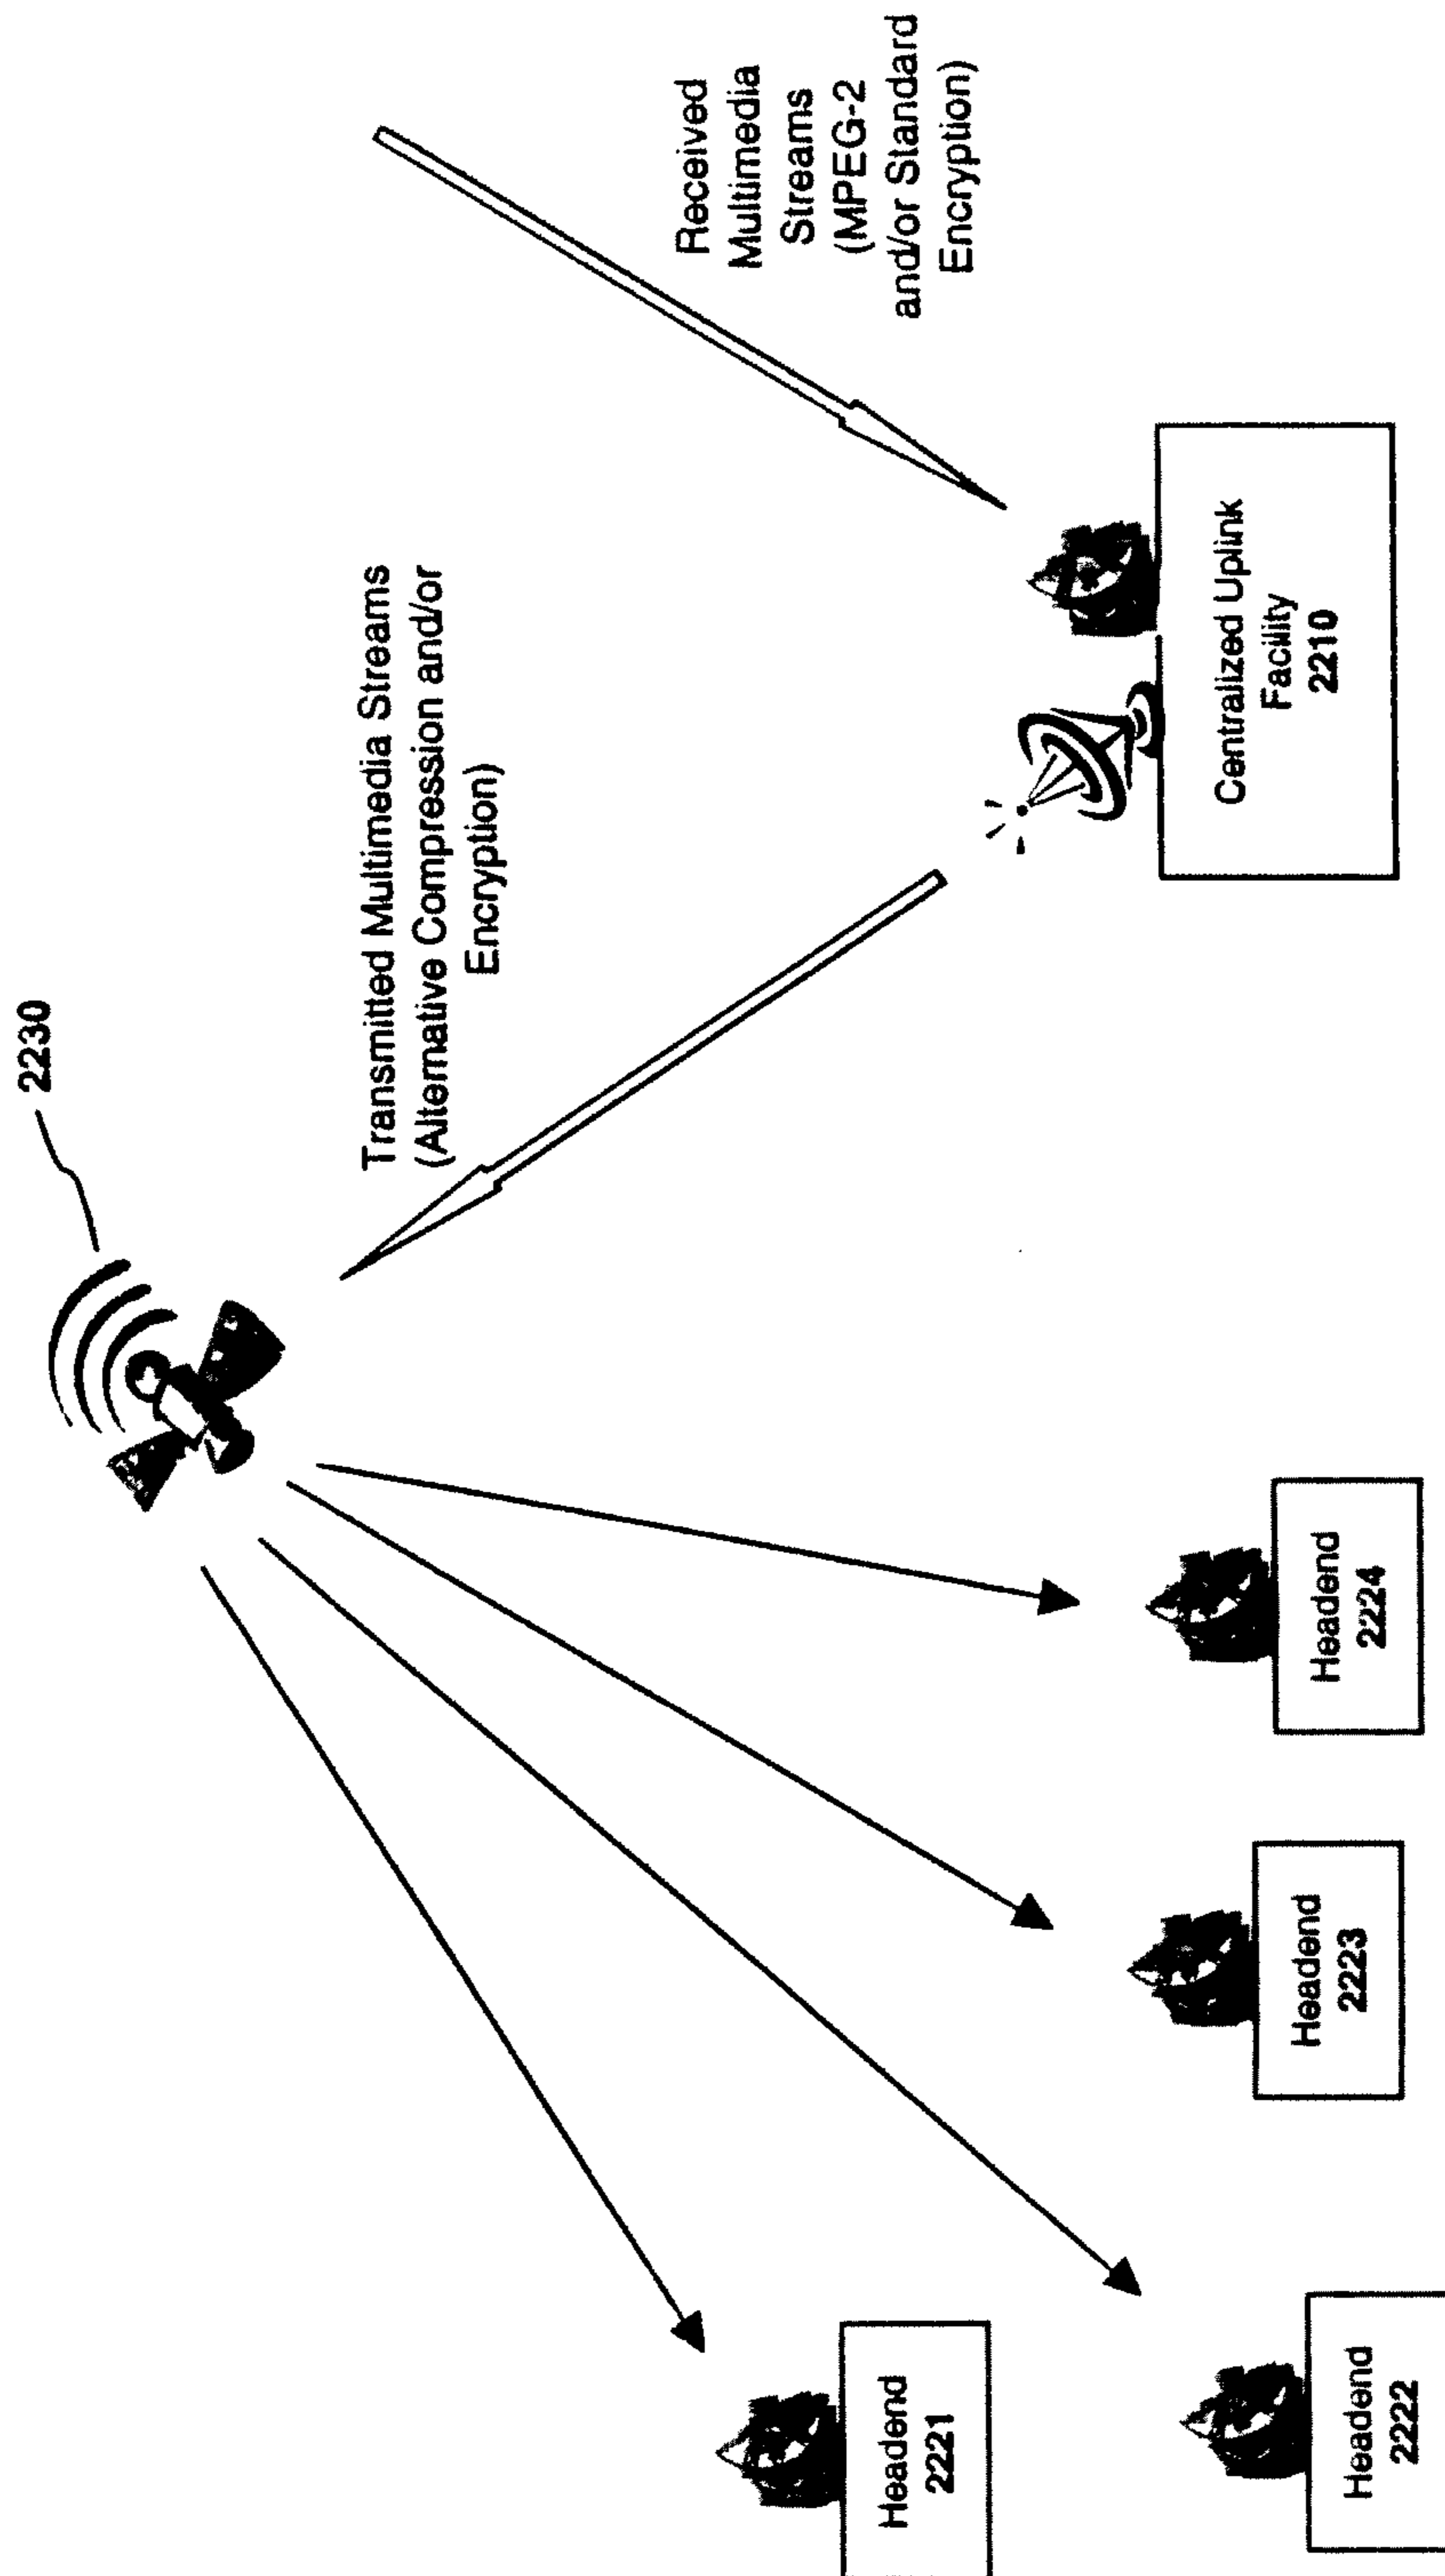 2230
Transmitted Multimedia Streams
(Alternative Compression and/or
Encryption)
Received
Multimedia
Streams
(MPEG-2
and/or Standard
Encryption)
Headend
2221
Headend
2222
Headend
2223
Headend
2224
Centralized Uplink
Facility
2210